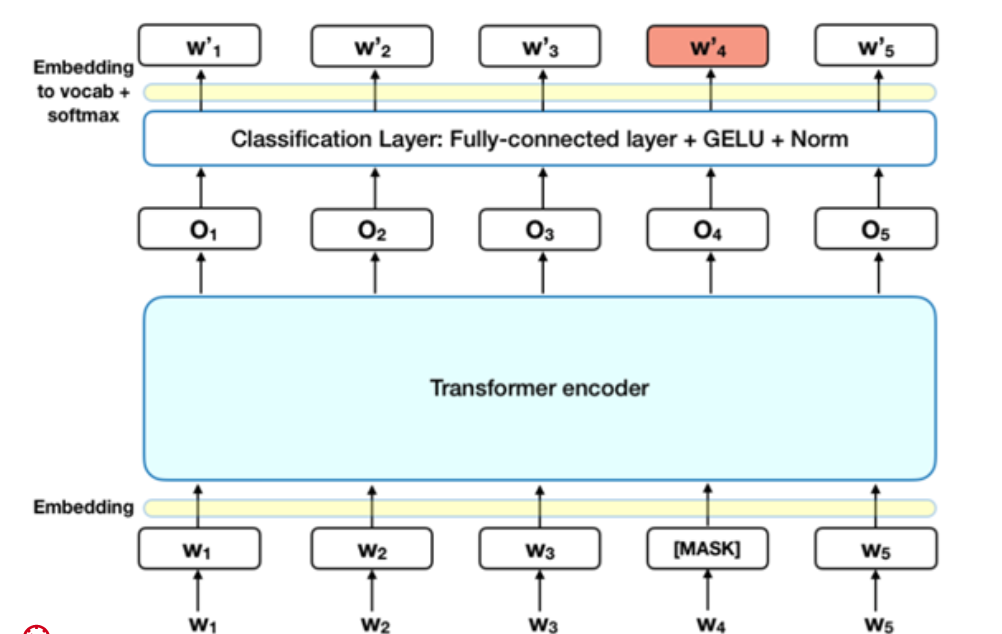 w'₁ w'₂ w'₃ w'₄ w'₅
Embedding
to vocab +
softmax
Classification Layer: Fully-connected layer + GELU + Norm
O₁ O₂ O₃ O₄ O₅
Transformer encoder
Embedding
W₁ W₂ W₃ [MASK] W₅
W₁ W₂ W₃ W₄ W₅